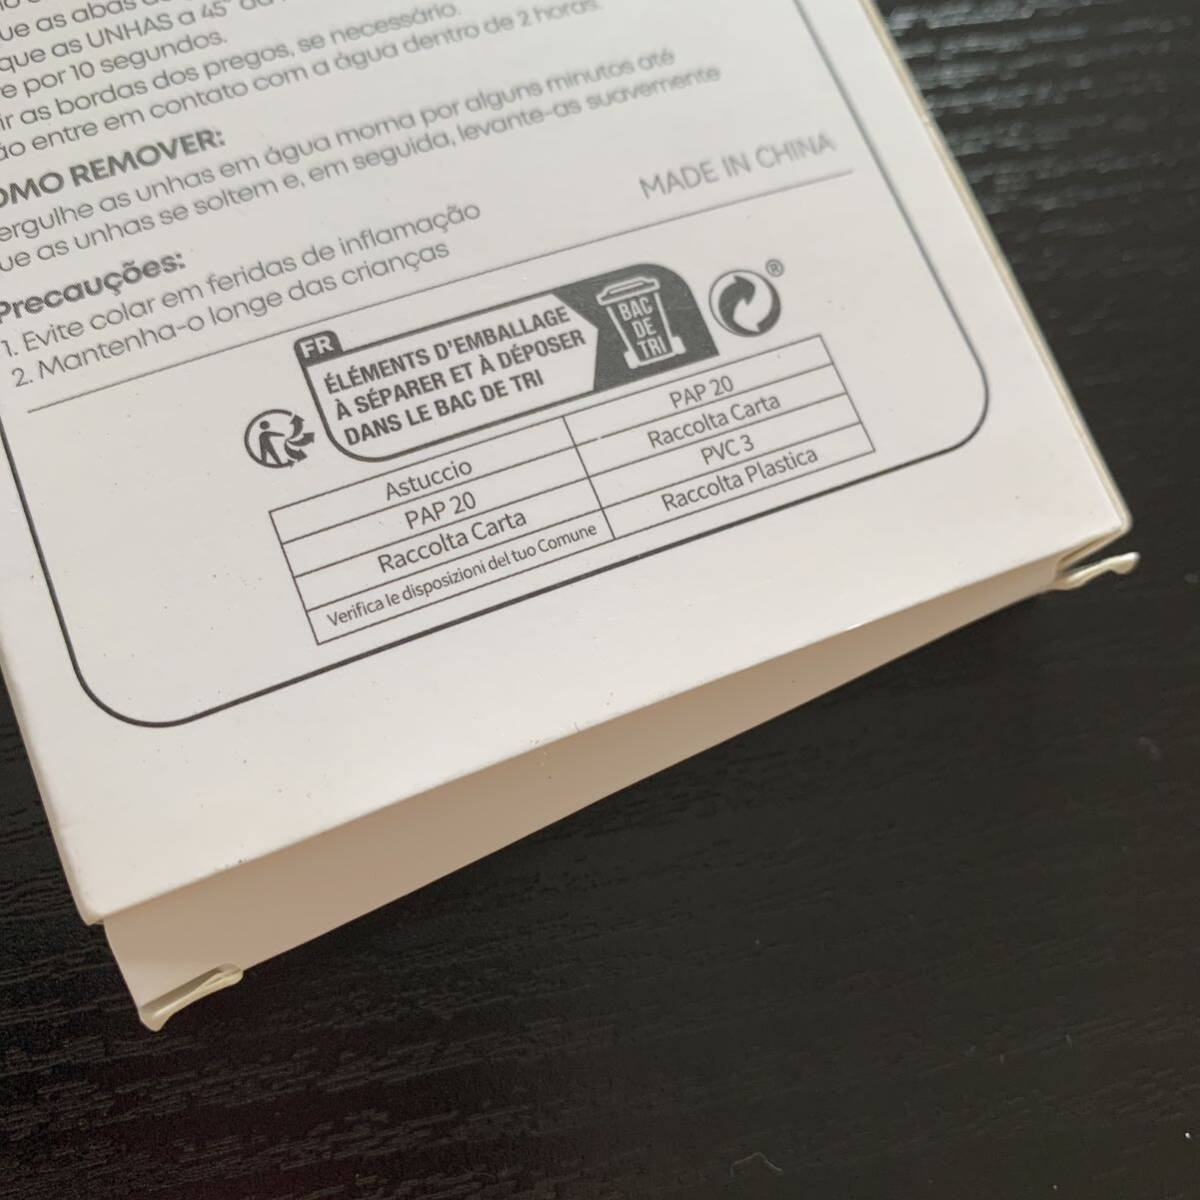 ue as abas
que as UNHAS a 45°
e por 10 segundos.
ir as bordas dos pregos, se necessário.
ão entre em contato com a água dentro de 2 horas.
OMO REMOVER:
ergulhe as unhas em água morna por alguns minutos até
ue as unhas se soltem e, em seguida, levante-as suavemente
Precauções:
1. Evite colar em feridas de inflamação
2. Mantenha-o longe das crianças
MADE IN CHINA
FR
ÉLÉMENTS D'EMBALLAGE
À SÉPARER ET À DÉPOSER
DANS LE BAC DE TRI
BAC
DE
TRI
®
Astuccio
PAP 20
Raccolta Carta
Verifica le disposizioni del tuo Comune
PAP 20
Raccolta Carta
PVC 3
Raccolta Plastica